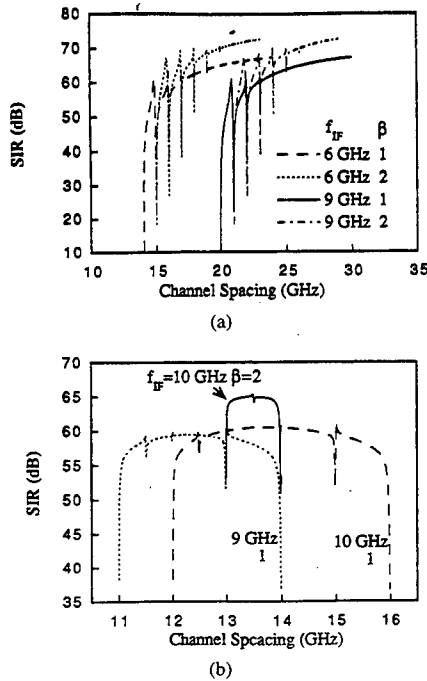 80
70
60
50
40
30
20
10
SIR (dB)
f_IF β
6 GHz 1
6 GHz 2
9 GHz 1
9 GHz 2
10 15 20 25 30 35
Channel Spacing (GHz)
(a)
70
65
60
55
50
45
40
35
SIR (dB)
f_IF=10 GHz β=2
9 GHz
1
10 GHz
1
11 12 13 14 15 16
Channel Spcacing (GHz)
(b)